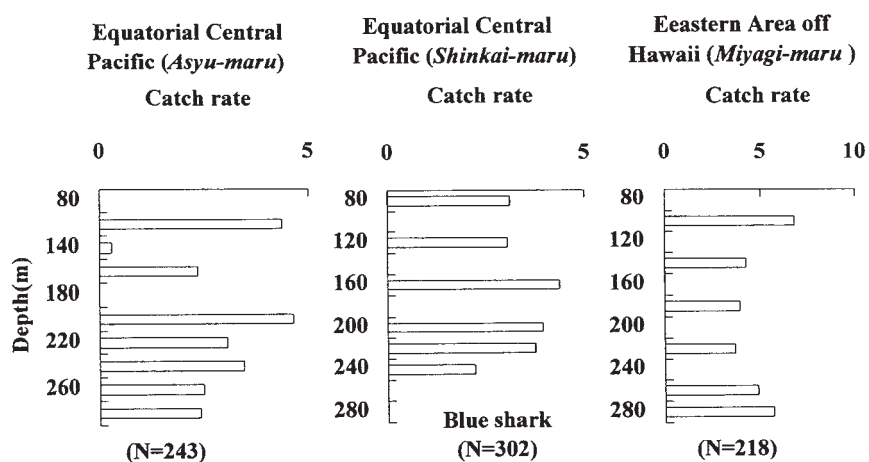 Equatorial Central
Pacific (Asyu-maru)
Catch rate
0 5
Depth(m)
80
140
180
220
260
(N=243)
Equatorial Central
Pacific (Shinkai-maru)
Catch rate
0 5
80
120
160
200
240
280
Blue shark
(N=302)
Eeastern Area off
Hawaii (Miyagi-maru )
Catch rate
0 5 10
80
120
160
200
240
280
(N=218)